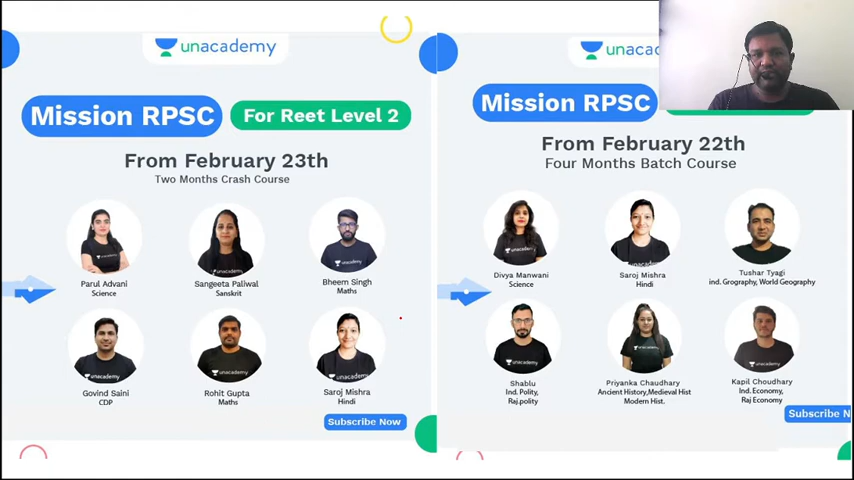 unacademy
Mission RPSC
For Reet Level 2
From February 23th
Two Months Crash Course
Parul Advani
Science
Sangeeta Paliwal
Sanskrit
Bheem Singh
Maths
Govind Saini
CDP
Rohit Gupta
Maths
Saroj Mishra
Hindi
Subscribe Now
unaca
Mission RPSC
From February 22th
Four Months Batch Course
Divya Manwani
Science
Saroj Mishra
Hindi
Tushar Tyagi
ind. Grography, World Geography
Shablu
Ind. Polity,
Raj.polity
Priyanka Chaudhary
Ancient History,Medieval Hist
Modern Hist.
Kapil Choudhary
Ind. Economy,
Raj Economy
Subscribe N